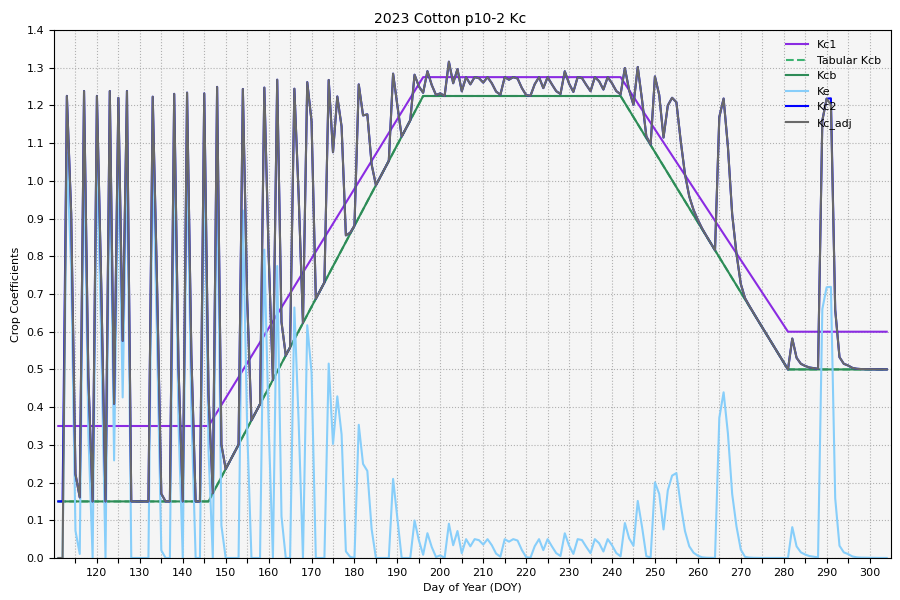 2023 Cotton p10-2 Kc
Kc1
Tabular Kcb
Kcb
Ke
Kc2
Kc_adj
Crop Coefficients
1.4
1.3
1.2
1.1
1.0
0.9
0.8
0.7
0.6
0.5
0.4
0.3
0.2
0.1
0.0
120 130 140 150 160 170 180 190 200 210 220 230 240 250 260 270 280 290 300
Day of Year (DOY)